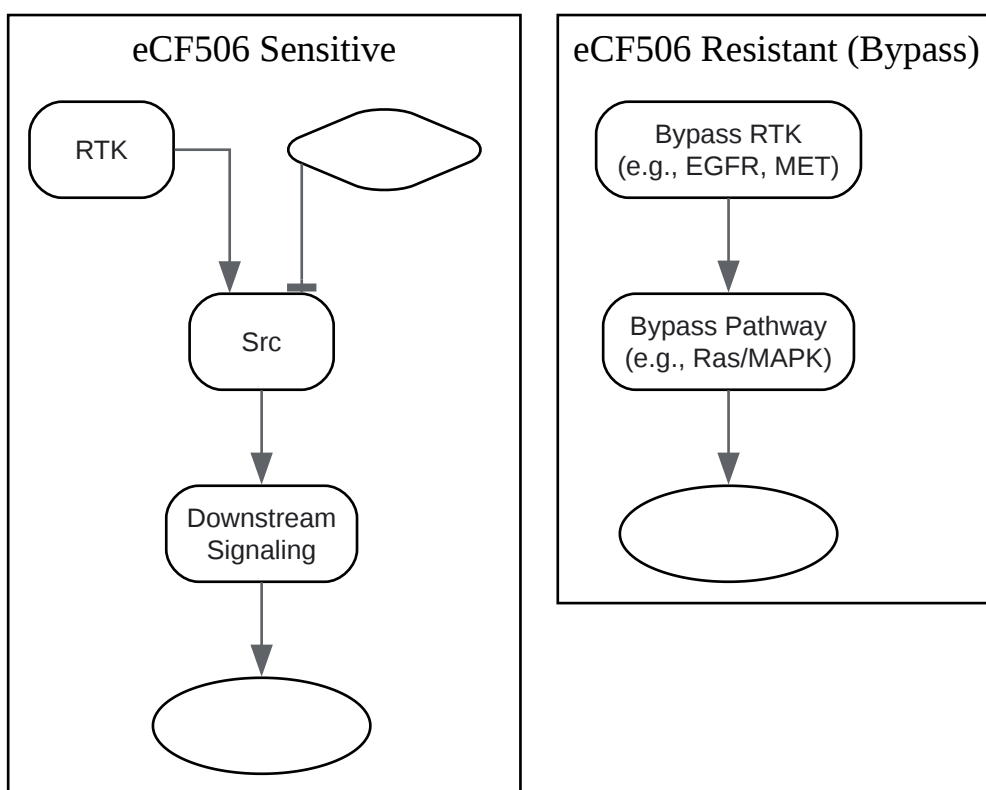 eCF506 Sensitive
RTK
Src
Downstream
Signaling
eCF506 Resistant (Bypass)
Bypass RTK
(e.g., EGFR, MET)
Bypass Pathway
(e.g., Ras/MAPK)